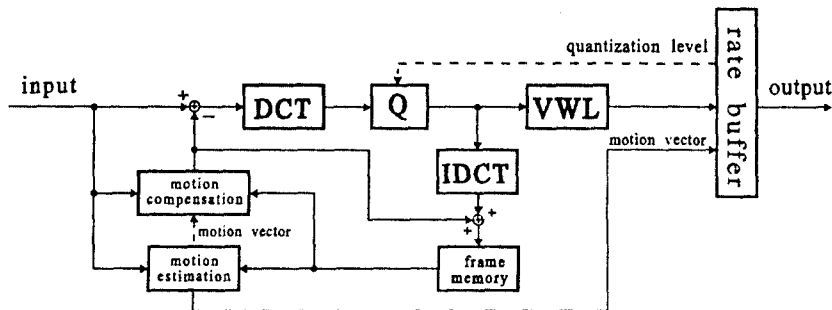 quantization level
input
+
−
DCT
Q
VWL
rate buffer
output
motion vector
IDCT
motion
compensation
+
+
motion vector
motion
estimation
frame
memory